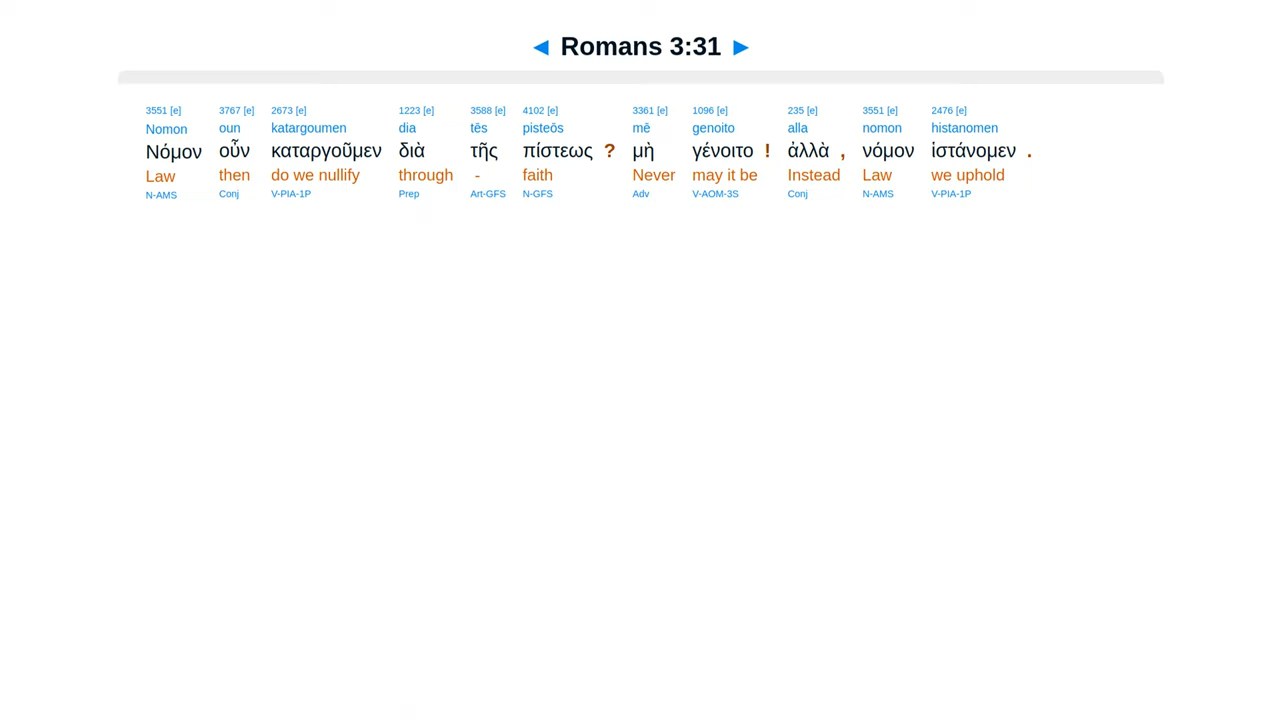 ◄ Romans 3:31 ►
3551 [e] 3767 [e] 2673 [e] 1223 [e] 3588 [e] 4102 [e] 3361 [e] 1096 [e] 235 [e] 3551 [e] 2476 [e]
Nomon oun katargoumen dia tēs pisteōs mē genoito alla nomon histanomen
Νόμον οὖν καταργοῦμεν διὰ τῆς πίστεως ? μὴ γένοιτο ! ἀλλὰ , νόμον ἱστάνομεν .
Law then do we nullify through - faith Never may it be Instead Law we uphold
N-AMS Conj V-PIA-1P Prep Art-GFS N-GFS Adv V-AOM-3S Conj N-AMS V-PIA-1P